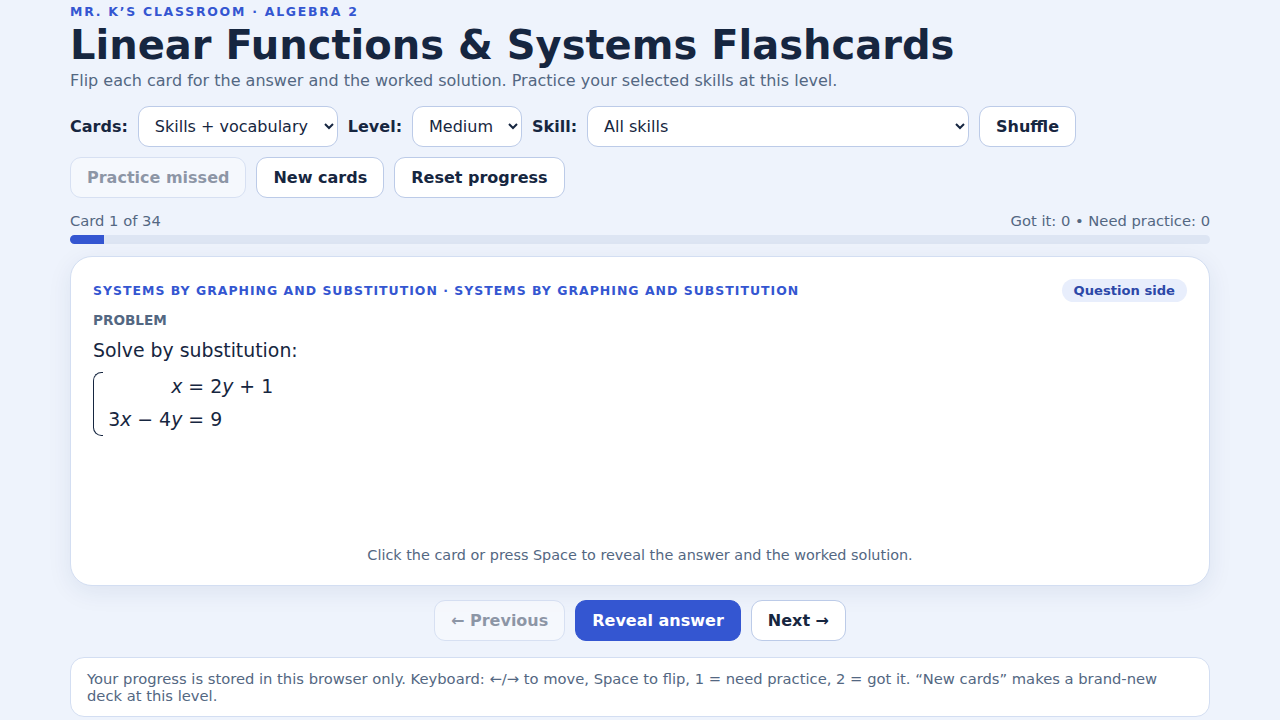 MR. K’S CLASSROOM · ALGEBRA 2
Linear Functions & Systems Flashcards
Flip each card for the answer and the worked solution. Practice your selected skills at this level.
Cards: Skills + vocabulary Level: Medium Skill: All skills Shuffle
Practice missed New cards Reset progress
Card 1 of 34 Got it: 0 • Need practice: 0
SYSTEMS BY GRAPHING AND SUBSTITUTION · SYSTEMS BY GRAPHING AND SUBSTITUTION Question side
PROBLEM
Solve by substitution:
x = 2y + 1
3x − 4y = 9
Click the card or press Space to reveal the answer and the worked solution.
← Previous Reveal answer Next →
Your progress is stored in this browser only. Keyboard: ←/→ to move, Space to flip, 1 = need practice, 2 = got it. “New cards” makes a brand-new
deck at this level.